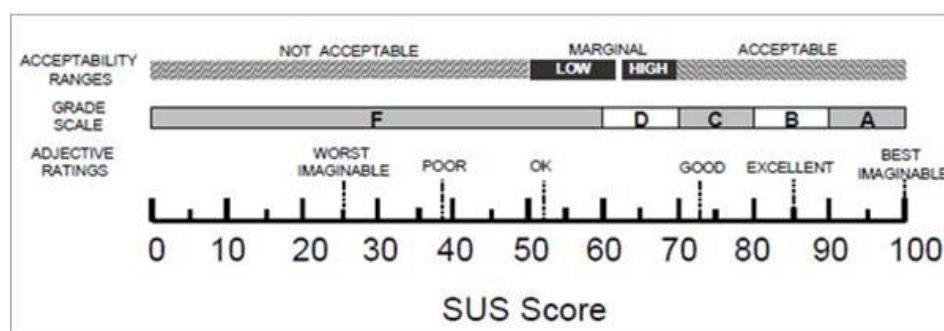 NOT ACCEPTABLE MARGINAL ACCEPTABLE
ACCEPTABILITY
RANGES
LOW HIGH
GRADE
SCALE
F D C B A
ADJECTIVE
RATINGS
WORST
IMAGINABLE
POOR
OK
GOOD
EXCELLENT
BEST
IMAGINABLE
0 10 20 30 40 50 60 70 80 90 100
SUS Score